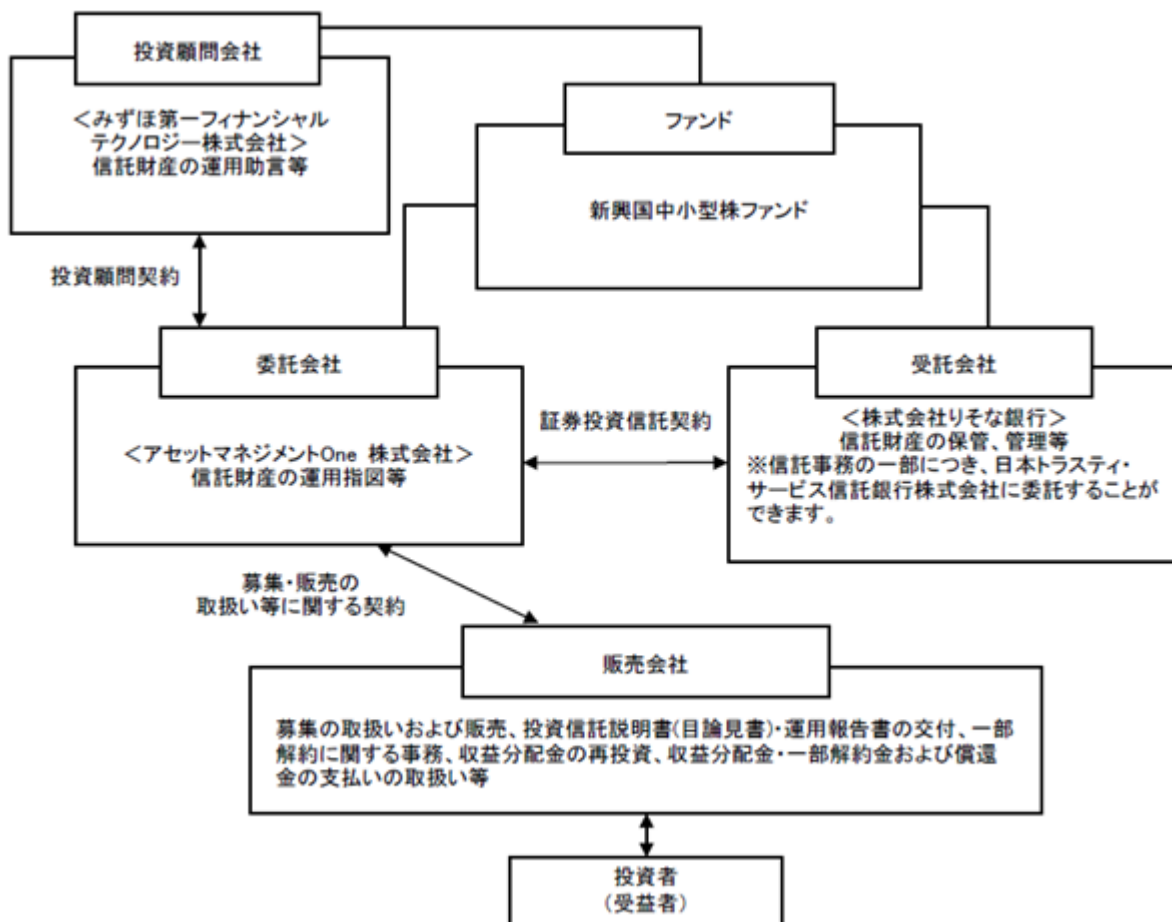 投資顧問会社
<みずほ第一フィナンシャル
テクノロジー株式会社>
信託財産の運用助言等
ファンド
新興国中小型株ファンド
投資顧問契約
委託会社
<アセットマネジメントOne 株式会社>
信託財産の運用指図等
証券投資信託契約
受託会社
<株式会社りそな銀行>
信託財産の保管、管理等
※信託事務の一部につき、日本トラスティ・
サービス信託銀行株式会社に委託することが
できます。
募集・販売の
取扱い等に関する契約
販売会社
募集の取扱いおよび販売、投資信託説明書(目論見書)・運用報告書の交付、一部
解約に関する事務、収益分配金の再投資、収益分配金・一部解約金および償還
金の支払いの取扱い等
投資者
(受益者)